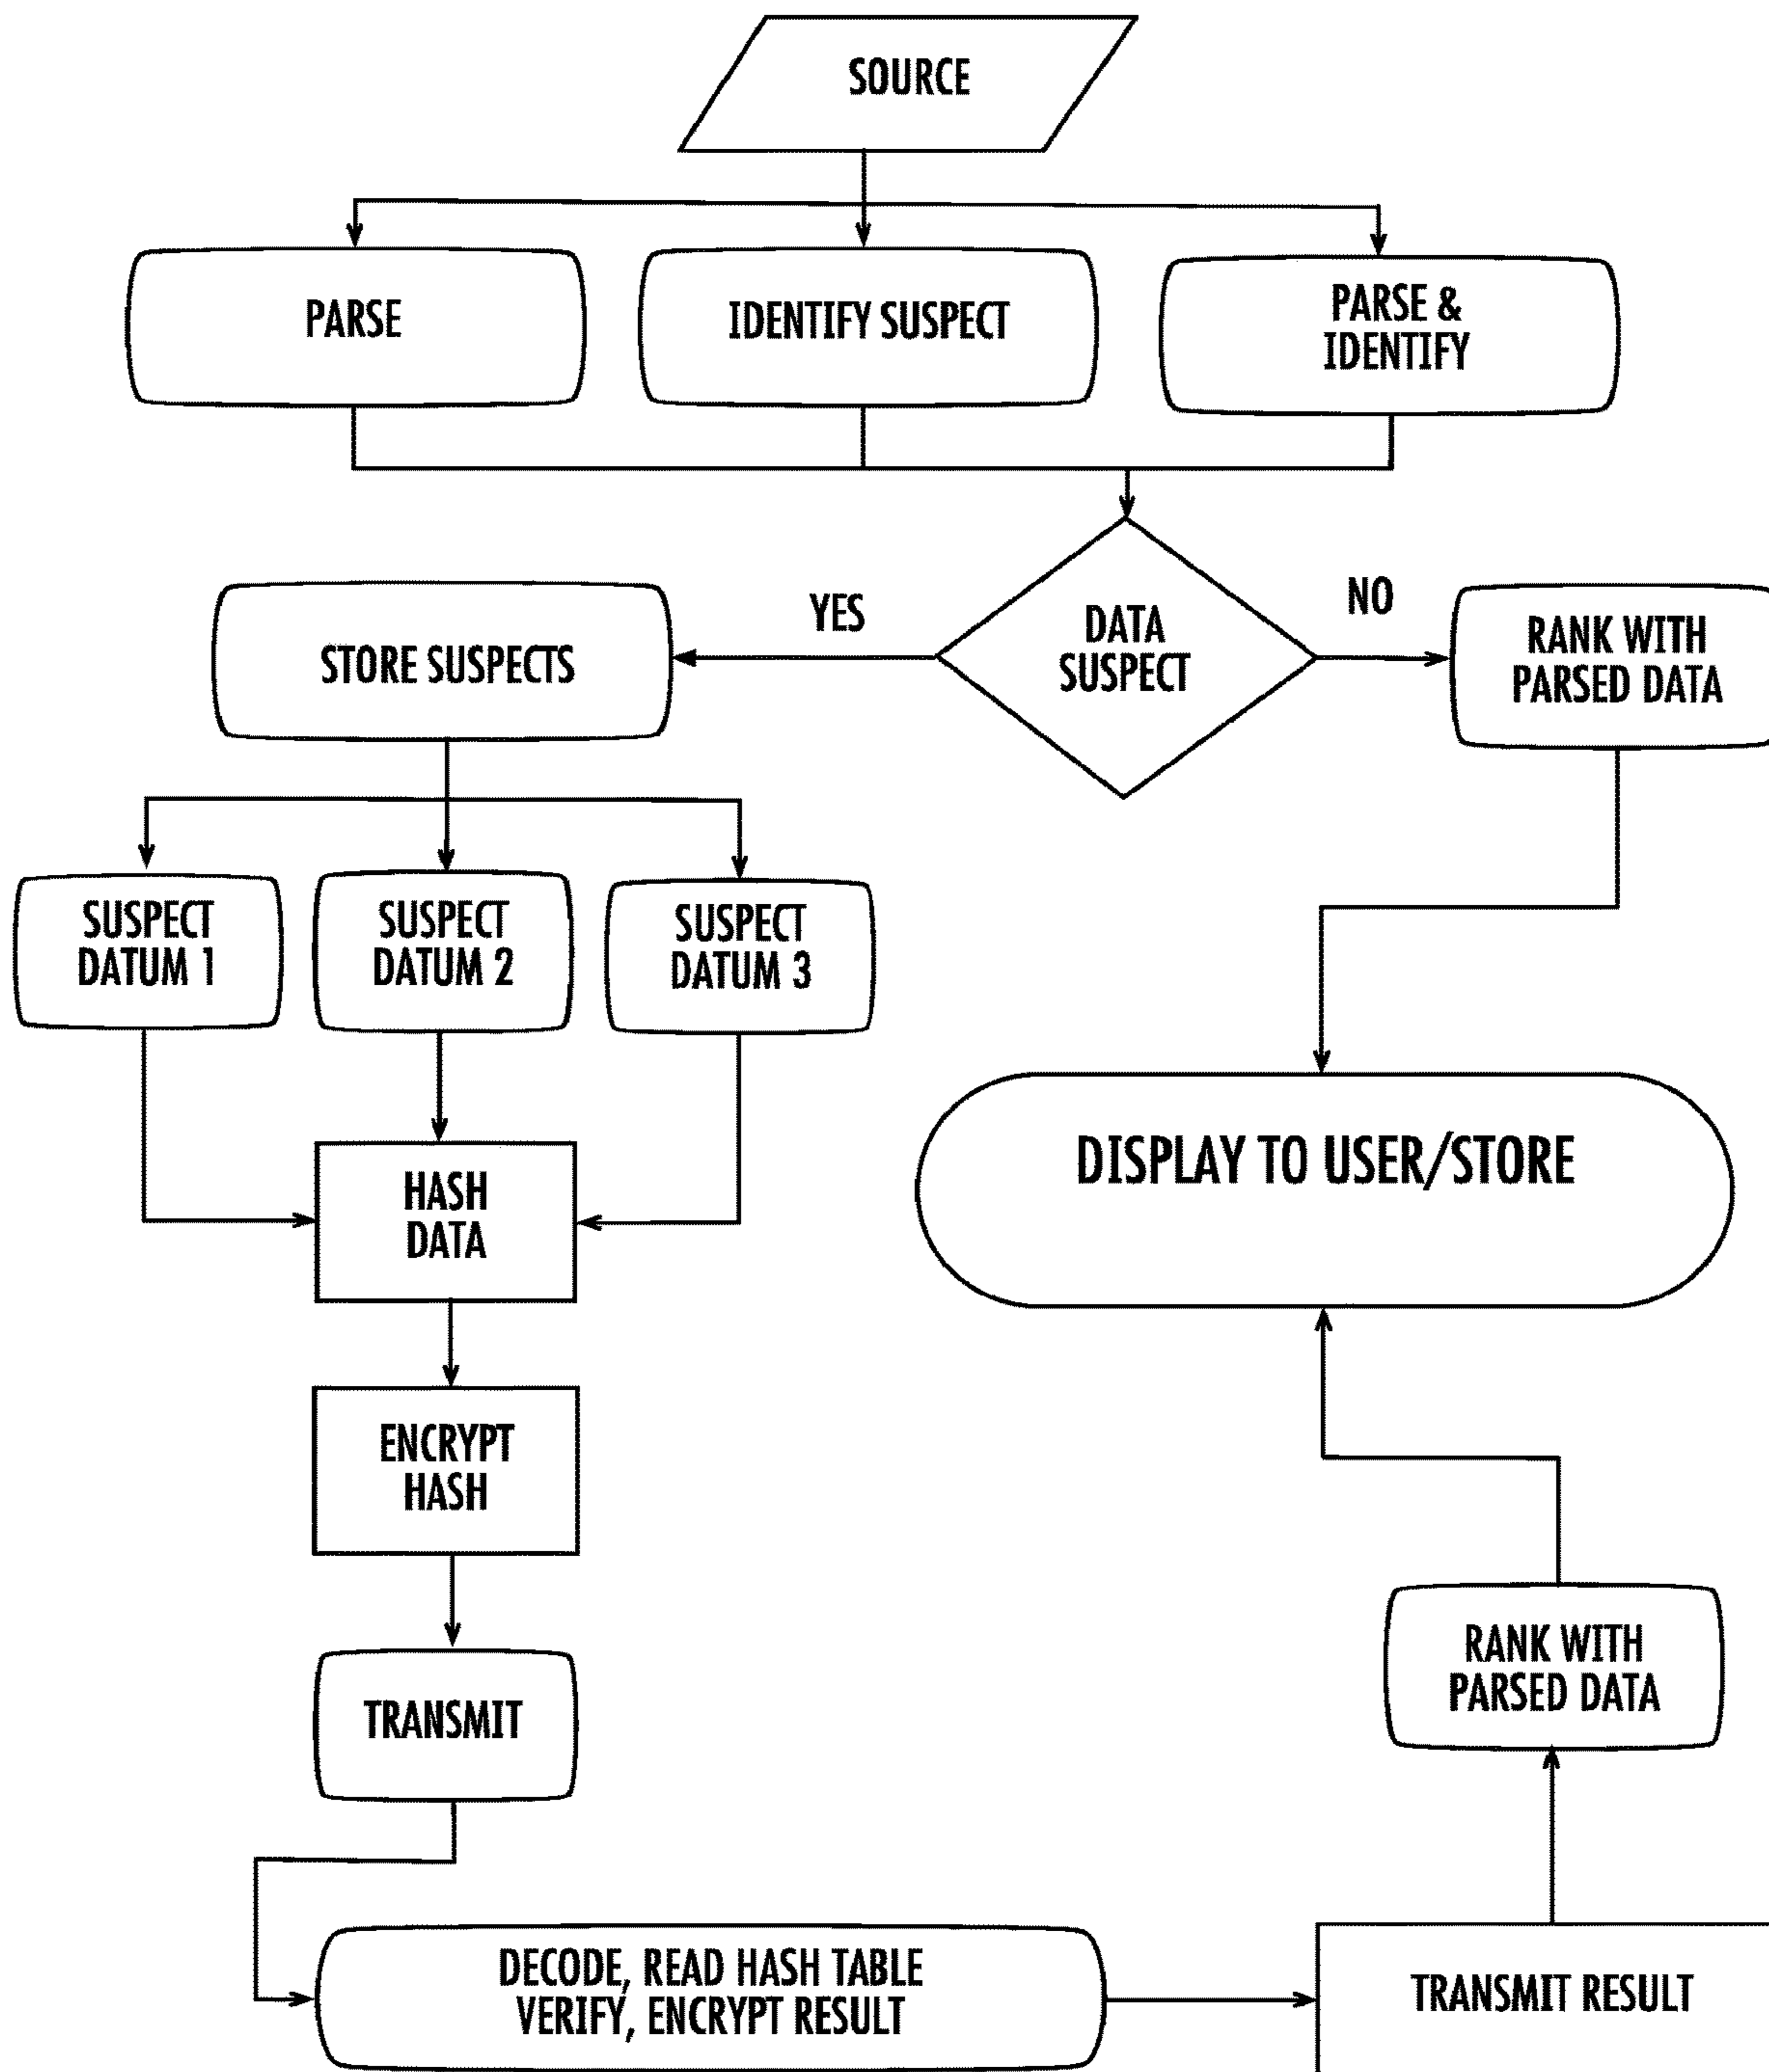 SOURCE
PARSE
IDENTIFY SUSPECT
PARSE &
IDENTIFY
STORE SUSPECTS
YES
DATA
SUSPECT
NO
RANK WITH
PARSED DATA
SUSPECT
DATUM 1
SUSPECT
DATUM 2
SUSPECT
DATUM 3
HASH
DATA
DISPLAY TO USER/STORE
ENCRYPT
HASH
TRANSMIT
RANK WITH
PARSED DATA
DECODE, READ HASH TABLE
VERIFY, ENCRYPT RESULT
TRANSMIT RESULT